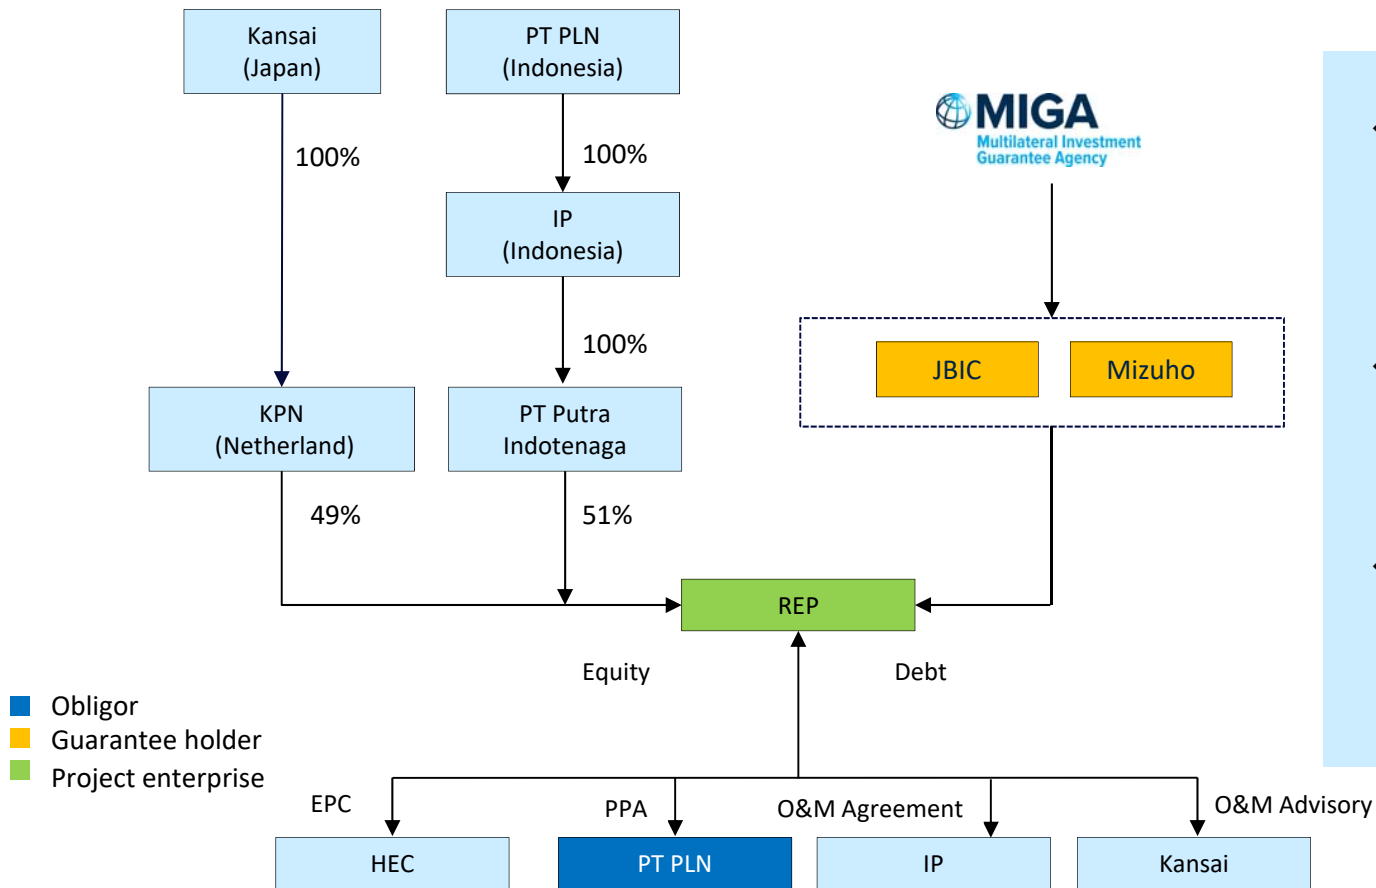 Kansai
(Japan)
PT PLN
(Indonesia)
100%
100%
MIGA
Multilateral Investment
Guarantee Agency
IP
(Indonesia)
100%
JBIC
Mizuho
KPN
(Netherland)
PT Putra
Indotenaga
49%
51%
REP
Equity
Debt
Obligor
Guarantee holder
Project enterprise
EPC
PPA
O&M Agreement
O&M Advisory
HEC
PT PLN
IP
Kansai